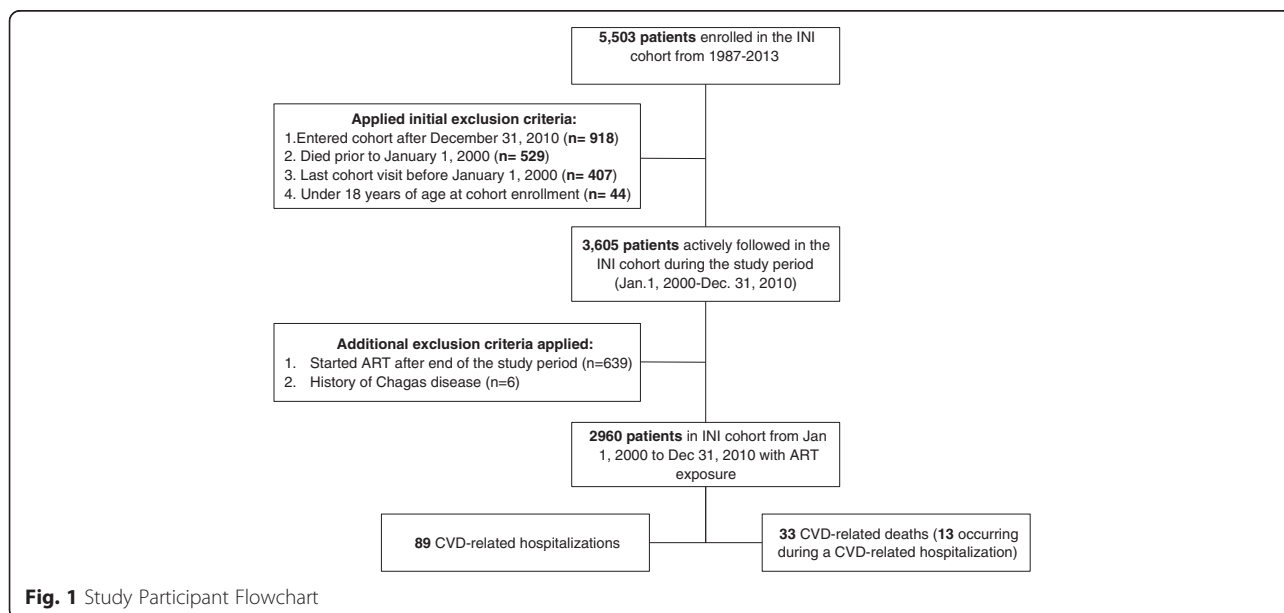 5,503 patients enrolled in the INI
cohort from 1987-2013
Applied initial exclusion criteria:
1.Entered cohort after December 31, 2010 (n= 918)
2. Died prior to January 1, 2000 (n= 529)
3. Last cohort visit before January 1, 2000 (n= 407)
4. Under 18 years of age at cohort enrollment (n= 44)
3,605 patients actively followed in the
INI cohort during the study period
(Jan.1, 2000-Dec. 31, 2010)
Additional exclusion criteria applied:
1. Started ART after end of the study period (n=639)
2. History of Chagas disease (n=6)
2960 patients in INI cohort from Jan
1, 2000 to Dec 31, 2010 with ART
exposure
89 CVD-related hospitalizations
33 CVD-related deaths (13 occurring
during a CVD-related hospitalization)
Fig. 1 Study Participant Flowchart